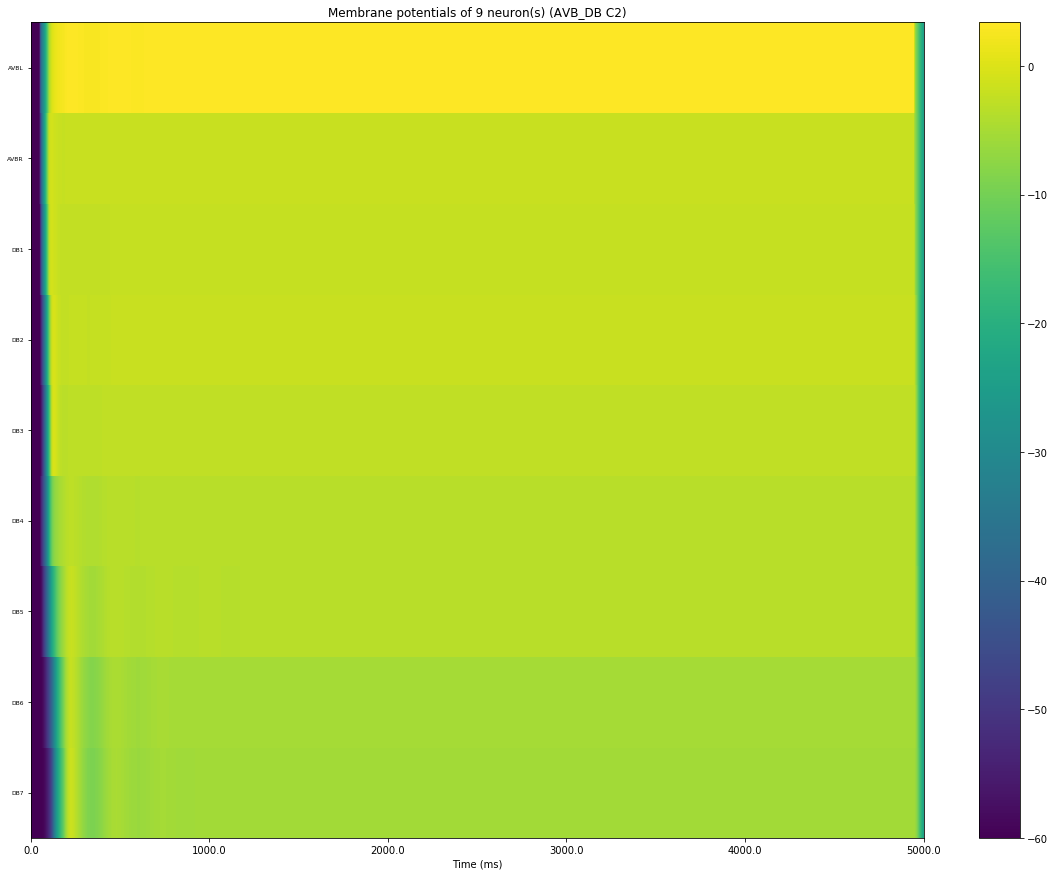 Membrane potentials of 9 neuron(s) (AVB_DB C2)
AVBL
AVBR
DB1
DB2
DB3
DB4
DB5
DB6
DB7
0.0 1000.0 2000.0 3000.0 4000.0 5000.0
Time (ms)
0
−10
−20
−30
−40
−50
−60